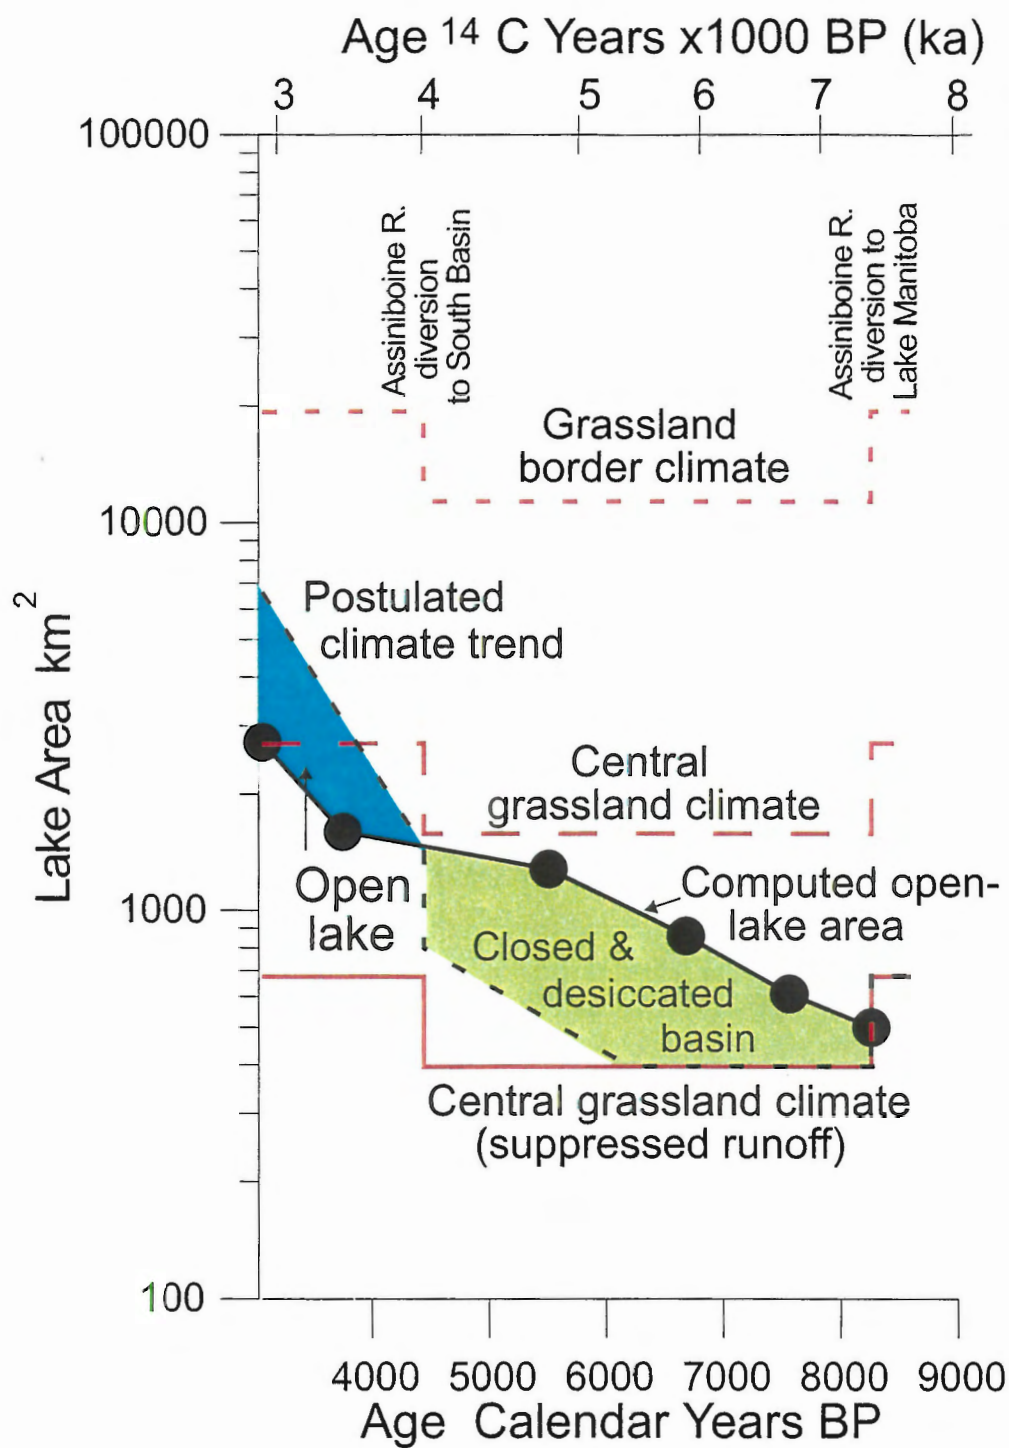 Age ¹⁴ C Years x1000 BP (ka)
3 4 5 6 7 8
100000
Assiniboine R.
diversion
to South Basin
Assiniboine R.
diversion to
Lake Manitoba
Grassland
border climate
10000
Postulated
climate trend
Lake Area km²
Central
grassland climate
Open
lake
Computed open-
lake area
1000
Closed &
desiccated
basin
Central grassland climate
(suppressed runoff)
100
4000 5000 6000 7000 8000 9000
Age Calendar Years BP